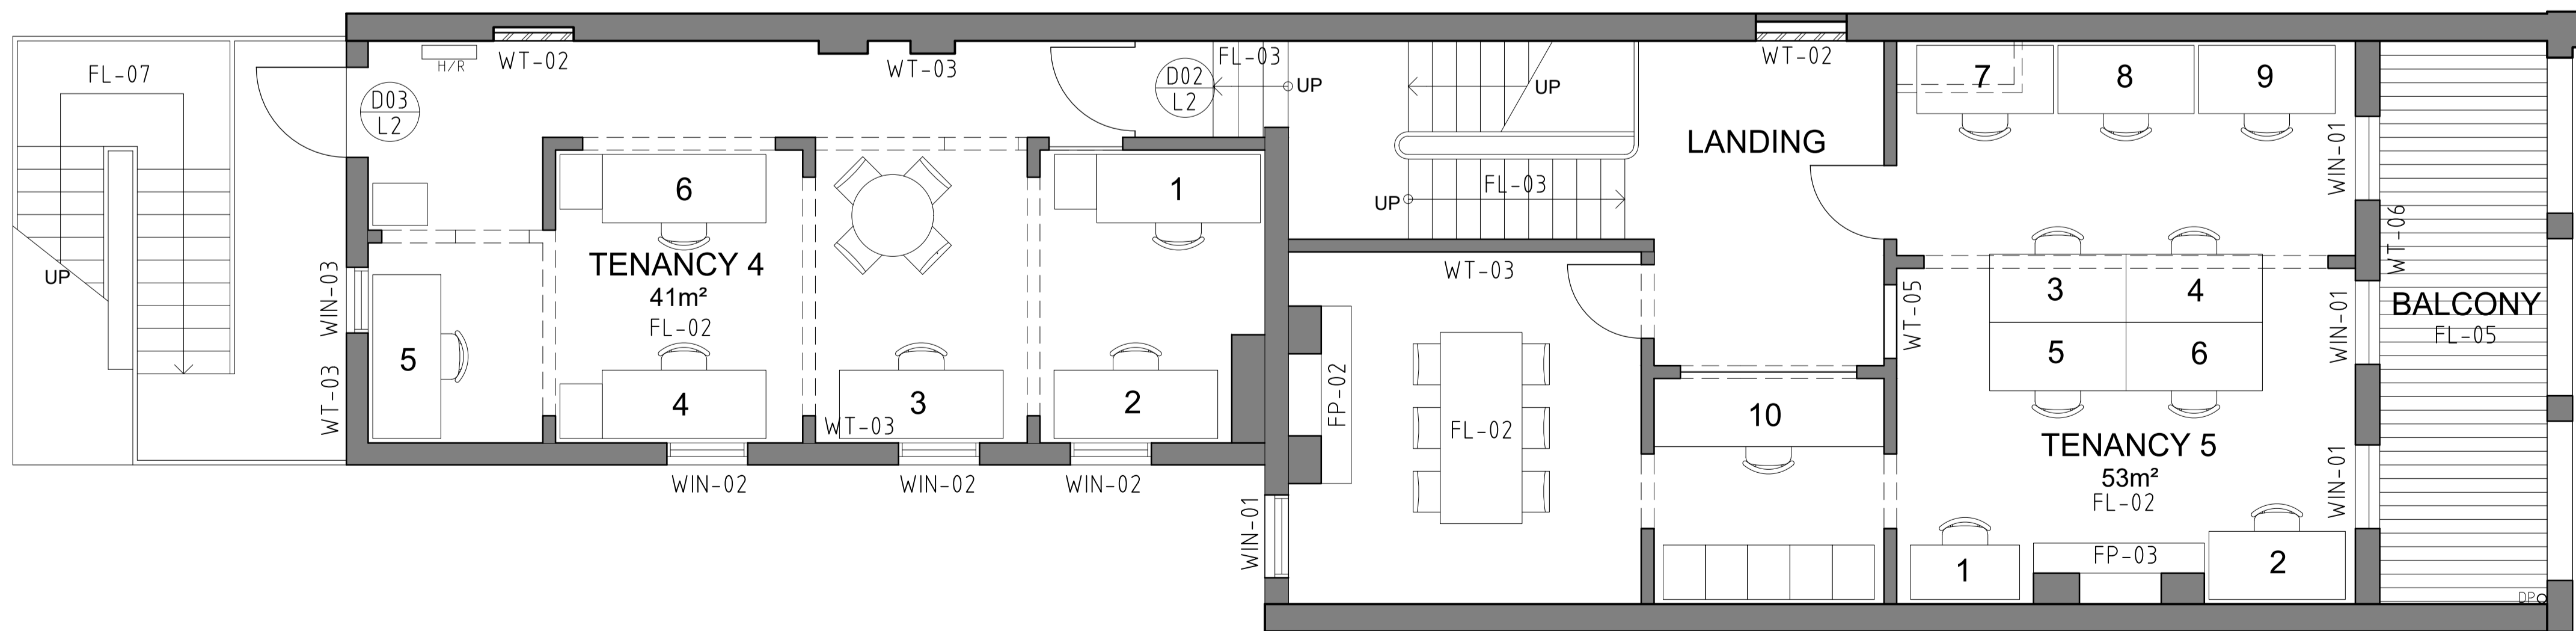 FL-07
UP
H/R
WT-02
D03
L2
WT-03
D02
L2
FL-03
UP
UP
UP
FL-03
WT-02
LANDING
7
8
9
WIN-01
WT-06
6
1
TENANCY 4
41m²
FL-02
WIN-03
WT-03
5
4
3
WT-03
2
WIN-02
WIN-02
WIN-02
WIN-01
WT-03
FP-02
FL-02
10
WT-05
3
4
5
6
WIN-01
BALCONY
FL-05
TENANCY 5
53m²
FL-02
WIN-01
1
FP-03
2
DP